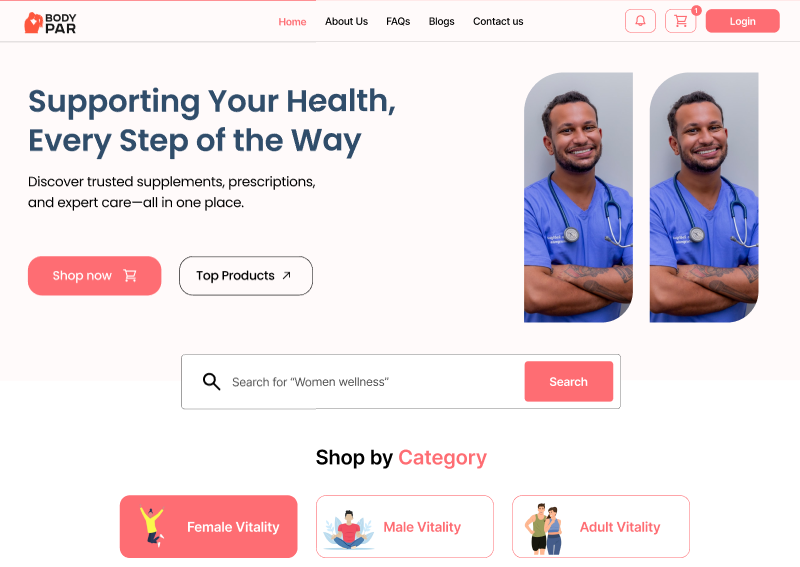 BODY
PAR
Home
About Us
FAQs
Blogs
Contact us
1
Login
Supporting Your Health,
Every Step of the Way
Discover trusted supplements, prescriptions,
and expert care—all in one place.
Shop now
Top Products
Search for “Women wellness”
Search
Shop by Category
Female Vitality
Male Vitality
Adult Vitality